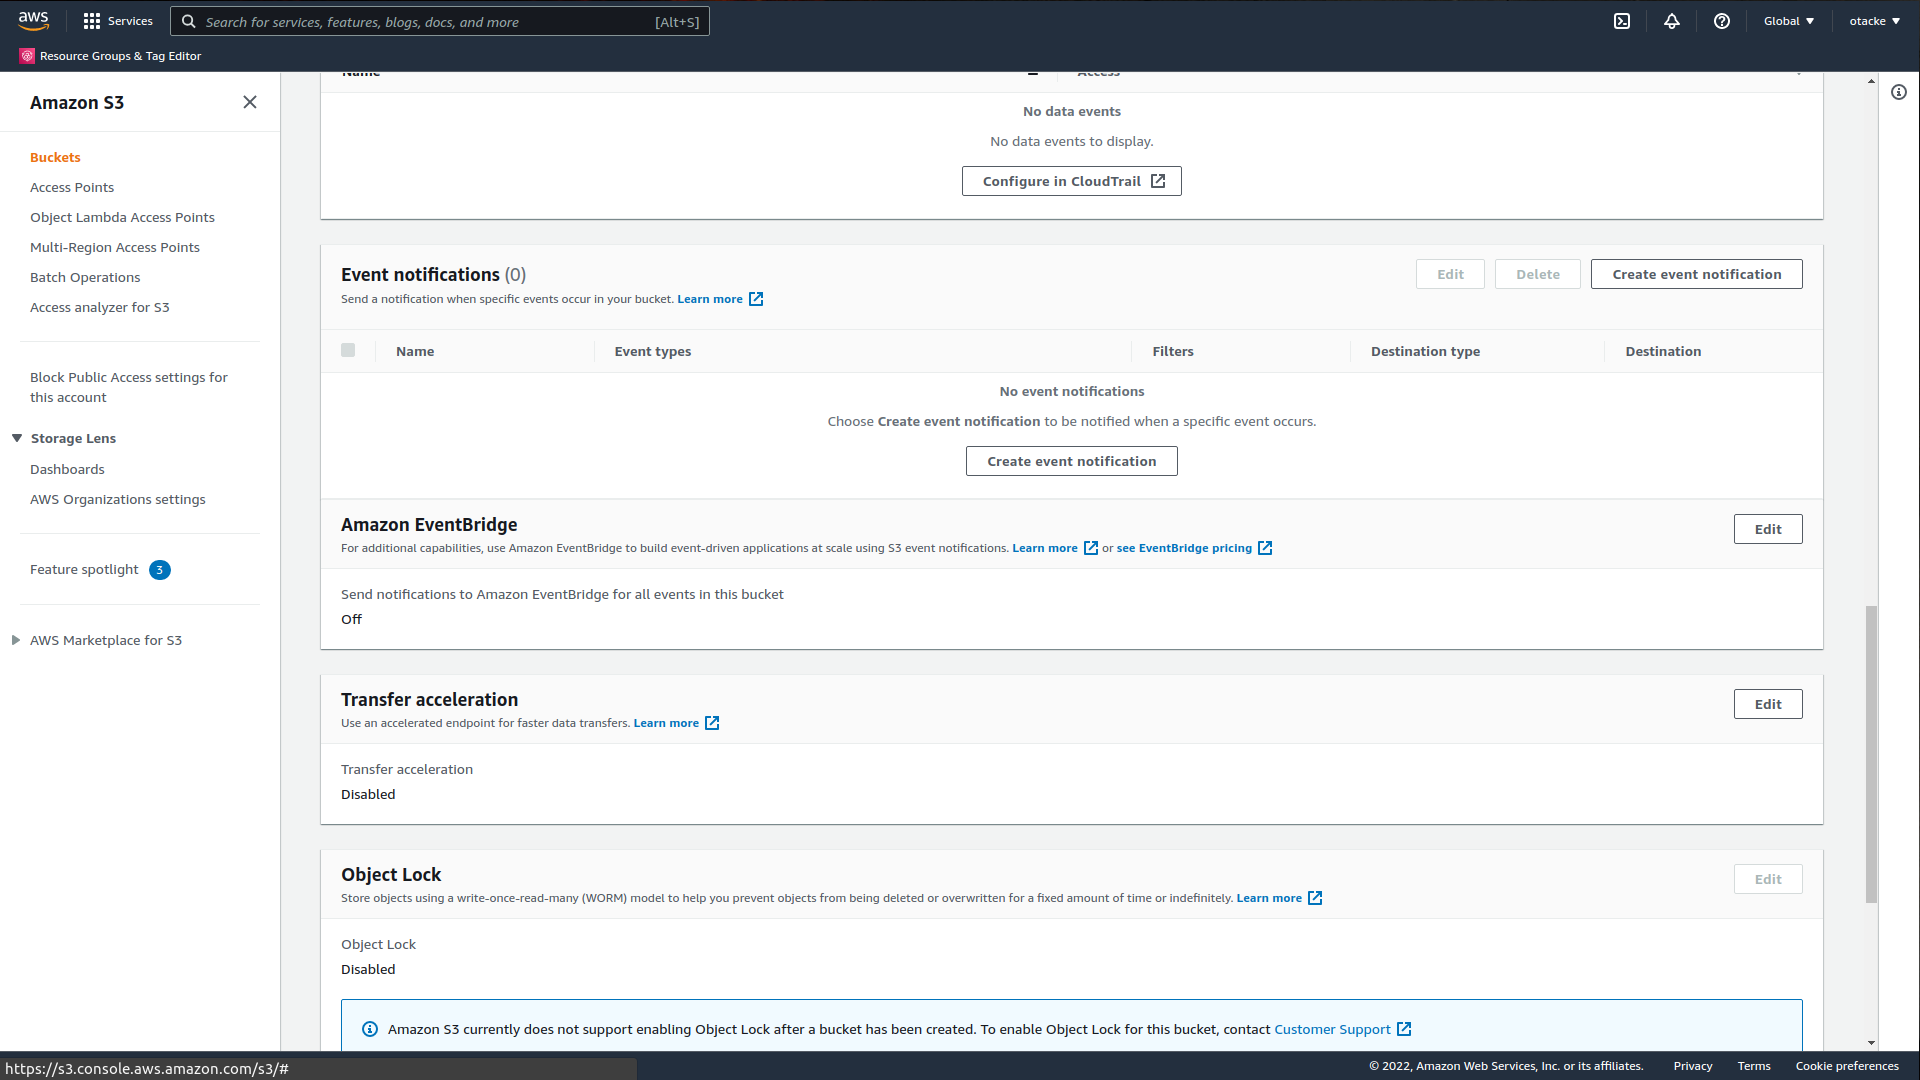 aws
Services
Search for services, features, blogs, docs, and more
[Alt+S]
Global
otacke
Resource Groups & Tag Editor
Amazon S3
Buckets
Access Points
Object Lambda Access Points
Multi-Region Access Points
Batch Operations
Access analyzer for S3
Block Public Access settings for
this account
Storage Lens
Dashboards
AWS Organizations settings
Feature spotlight 3
AWS Marketplace for S3
Name Access
No data events
No data events to display.
Configure in CloudTrail
Event notifications (0)
Send a notification when specific events occur in your bucket. Learn more
Edit Delete Create event notification
Name Event types Filters Destination type Destination
No event notifications
Choose Create event notification to be notified when a specific event occurs.
Create event notification
Amazon EventBridge
For additional capabilities, use Amazon EventBridge to build event-driven applications at scale using S3 event notifications. Learn more or see EventBridge pricing
Edit
Send notifications to Amazon EventBridge for all events in this bucket
Off
Transfer acceleration
Use an accelerated endpoint for faster data transfers. Learn more
Edit
Transfer acceleration
Disabled
Object Lock
Store objects using a write-once-read-many (WORM) model to help you prevent objects from being deleted or overwritten for a fixed amount of time or indefinitely. Learn more
Edit
Object Lock
Disabled
Amazon S3 currently does not support enabling Object Lock after a bucket has been created. To enable Object Lock for this bucket, contact Customer Support
https://s3.console.aws.amazon.com/s3/#
© 2022, Amazon Web Services, Inc. or its affiliates. Privacy Terms Cookie preferences